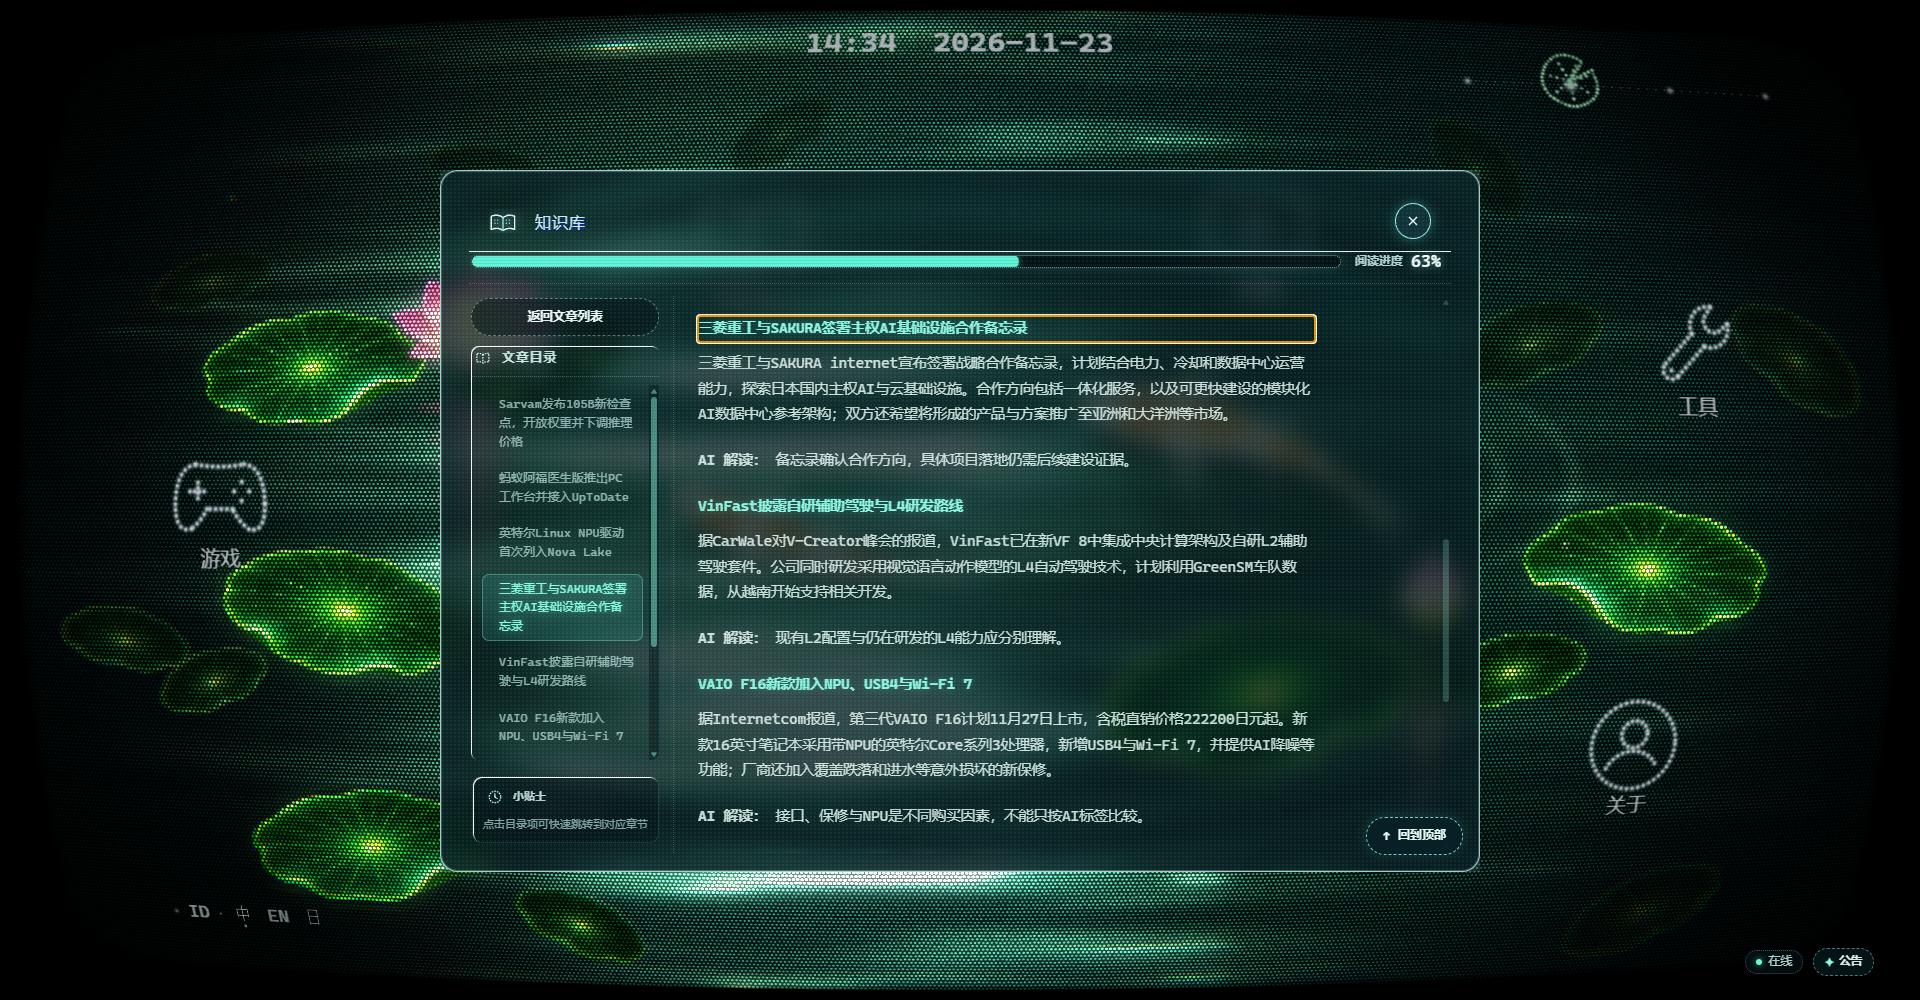 14:34 2026-11-23
知识库
阅读进度 63%
返回文章列表
文章目录
Sarvam发布105B新检查
点，开放权重并下调推理
价格
蚂蚁阿福医生版推出PC
工作台并接入UpToDate
英特尔Linux NPU驱动
首次列入Nova Lake
三菱重工与SAKURA签署
主权AI基础设施合作备
忘录
VinFast披露自研辅助驾
驶与L4研发路线
VAIO F16新款加入
NPU、USB4与Wi-Fi 7
小贴士
点击目录项可快速跳转到对应章节
三菱重工与SAKURA签署主权AI基础设施合作备忘录
三菱重工与SAKURA internet宣布签署战略合作备忘录，计划结合电力、冷却和数据中心运营
能力，探索日本国内主权AI与云基础设施。合作方向包括一体化服务，以及可更快建设的模块化
AI数据中心参考架构；双方还希望将形成的产品与方案推广至亚洲和大洋洲等市场。
AI 解读： 备忘录确认合作方向，具体项目落地仍需后续建设证据。
VinFast披露自研辅助驾驶与L4研发路线
据CarWale对V-Creator峰会的报道，VinFast已在新VF 8中集成中央计算架构及自研L2辅助
驾驶套件。公司同时研发采用视觉语言动作模型的L4自动驾驶技术，计划利用GreenSM车队数
据，从越南开始支持相关开发。
AI 解读： 现有L2配置与仍在研发的L4能力应分别理解。
VAIO F16新款加入NPU、USB4与Wi-Fi 7
据Internetcom报道，第三代VAIO F16计划11月27日上市，含税直销价格222200日元起。新
款16英寸笔记本采用带NPU的英特尔Core系列3处理器，新增USB4与Wi-Fi 7，并提供AI降噪等
功能；厂商还加入覆盖跌落和进水等意外损坏的新保修。
AI 解读： 接口、保修与NPU是不同购买因素，不能只按AI标签比较。
↑ 回到顶部
游戏
工具
关于
ID · 中 EN 日
在线
公告